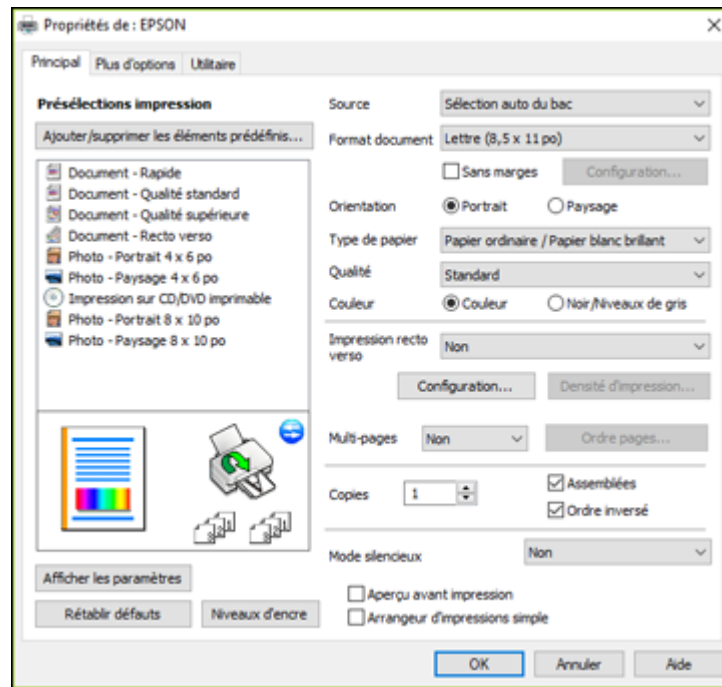 Propriétés de : EPSON
Principal Plus d'options Utilitaire
Présélections impression
Ajouter/supprimer les éléments prédéfinis...
Document - Rapide
Document - Qualité standard
Document - Qualité supérieure
Document - Recto verso
Photo - Portrait 4 x 6 po
Photo - Paysage 4 x 6 po
Impression sur CD/DVD imprimable
Photo - Portrait 8 x 10 po
Photo - Paysage 8 x 10 po
3 2 1 3 2 1
Afficher les paramètres
Rétablir défauts Niveaux d'encre
Source Sélection auto du bac
Format document Lettre (8,5 x 11 po)
Sans marges Configuration...
Orientation Portrait Paysage
Type de papier Papier ordinaire / Papier blanc brillant
Qualité Standard
Couleur Couleur Noir/Niveaux de gris
Impression recto
verso Non
Configuration... Densité d'impression...
Multi-pages Non Ordre pages...
Copies 1 Assemblées
Ordre inversé
Mode silencieux Non
Aperçu avant impression
Arrangeur d'impressions simple
OK Annuler Aide